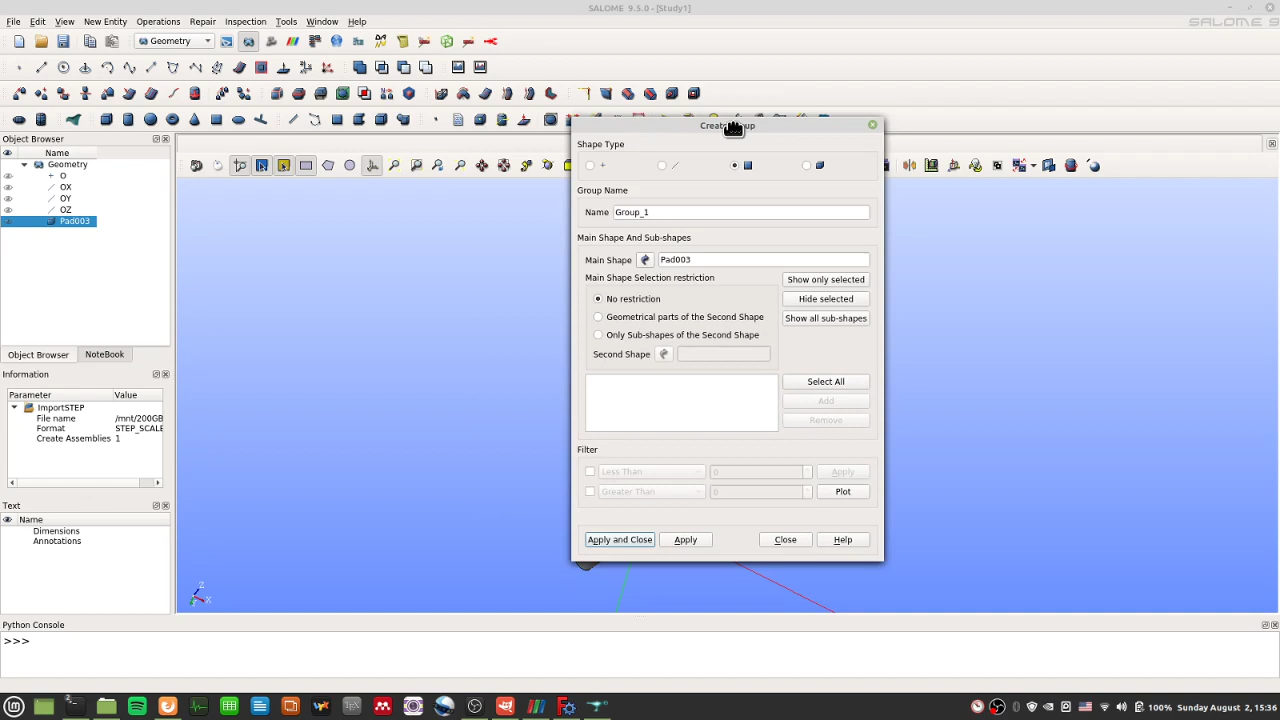 SALOME 9.5.0 - [Study1]
File Edit View New Entity Operations Repair Inspection Tools Window Help
SALOME 9
Geometry
Object Browser
Name
Geometry
O
OX
OY
OZ
Pad003
Object Browser NoteBook
Information
Parameter Value
ImportSTEP
File name /mnt/200GB
Format STEP_SCALE
Create Assemblies 1
Text
Name
Dimensions
Annotations
Shape Type
Group Name
Name Group_1
Main Shape And Sub-shapes
Main Shape Pad003
Main Shape Selection restriction
Show only selected
No restriction
Hide selected
Geometrical parts of the Second Shape
Show all sub-shapes
Only Sub-shapes of the Second Shape
Second Shape
Select All
Add
Remove
Filter
Less Than 0 Apply
Greater Than 0 Plot
Apply and Close Apply Close Help
Z
X
Python Console
>>>
2
TEX
100% Sunday August 2, 15:36